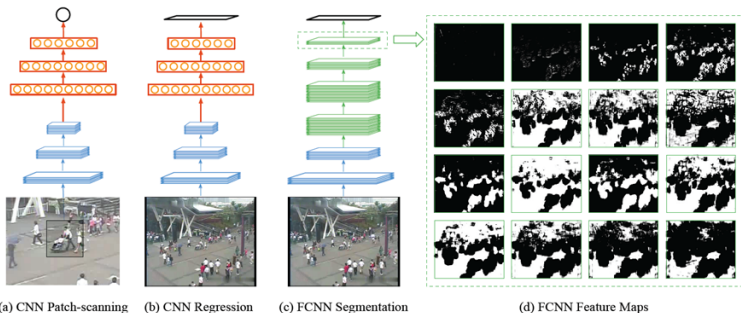 (a) CNN Patch-scanning
(b) CNN Regression
(c) FCNN Segmentation
(d) FCNN Feature Maps